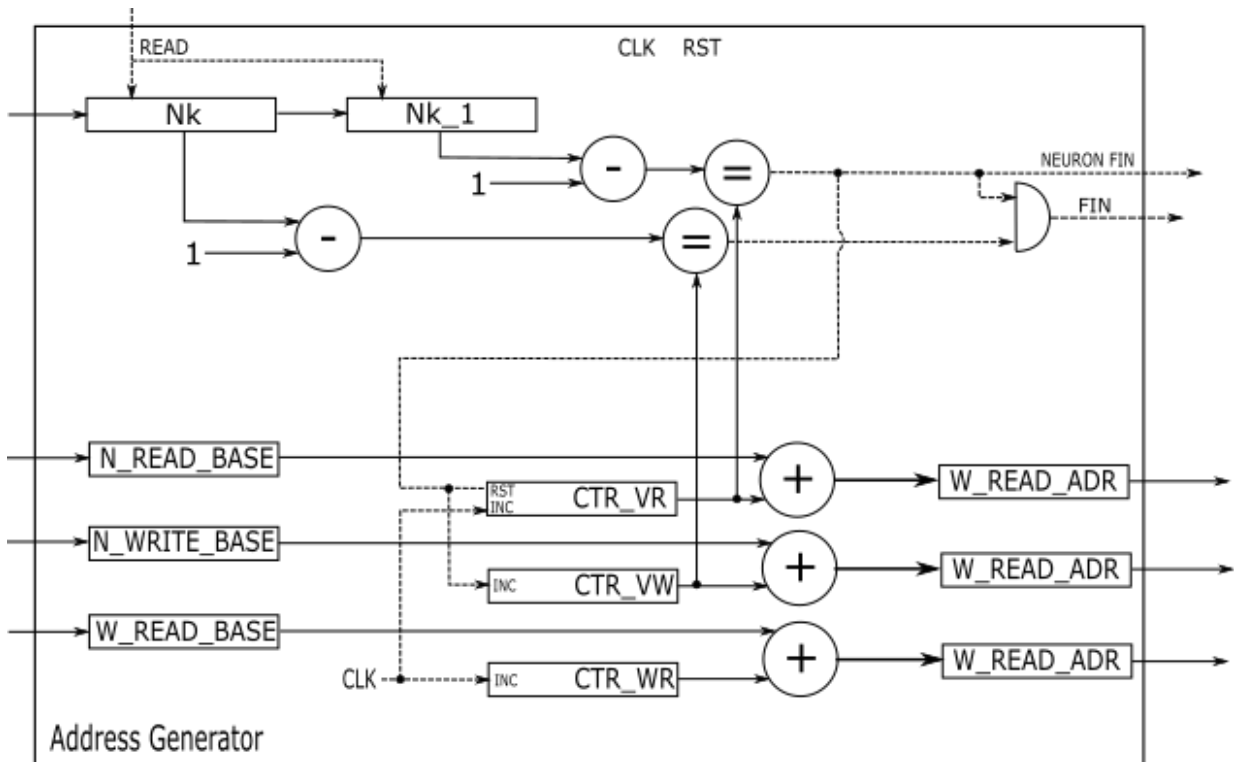 READ
CLK RST
Nk
Nk_1
-
=
NEURON FIN
1
FIN
-
=
1
N_READ_BASE
+
W_READ_ADR
RST
INC
CTR_VR
N_WRITE_BASE
+
W_READ_ADR
INC
CTR_VW
W_READ_BASE
+
W_READ_ADR
CLK
INC
CTR_WR
Address Generator